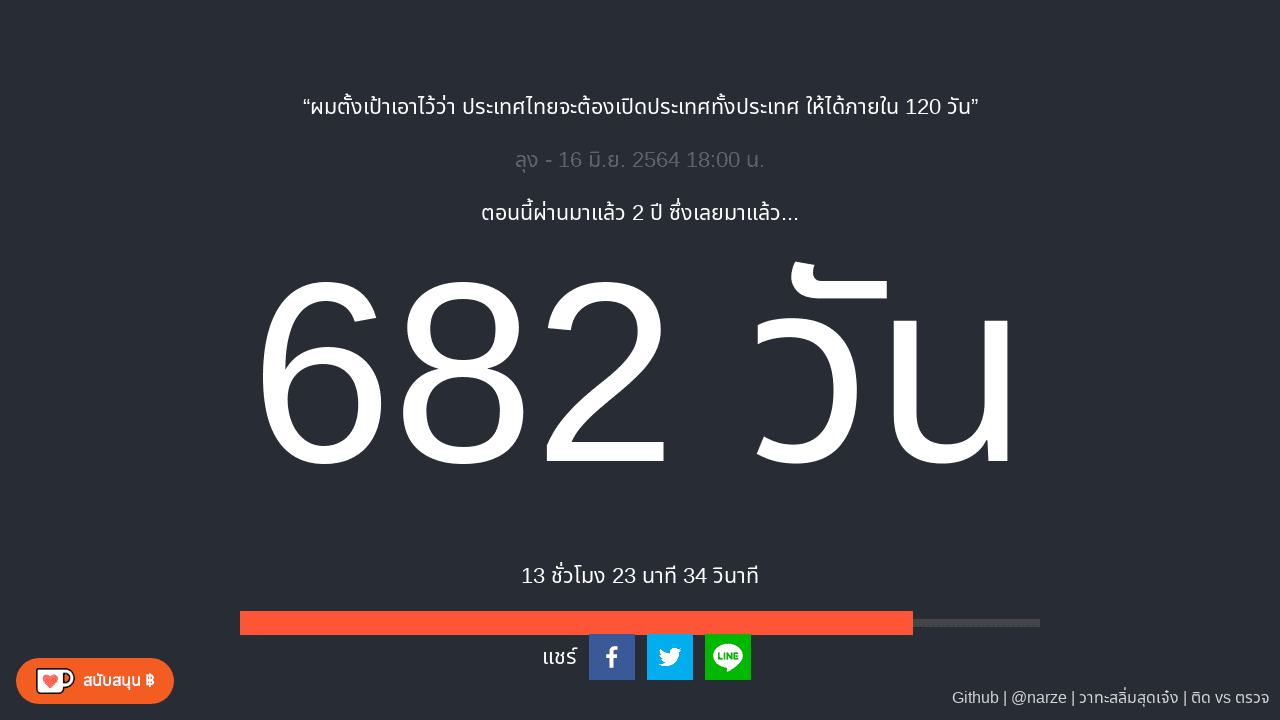 “ผมตั้งเป้าเอาไว้ว่า ประเทศไทยจะต้องเปิดประเทศทั้งประเทศ ให้ได้ภายใน 120 วัน”
ลุง - 16 มิ.ย. 2564 18:00 น.
ตอนนี้ผ่านมาแล้ว 2 ปี ซึ่งเลยมาแล้ว...
682 วัน
13 ชั่วโมง 23 นาที 34 วินาที
แชร์
LINE
สนับสนุน ฿
Github | @narze | วาทะสลิ่มสุดเจ๋ง | ติด vs ตรวจ